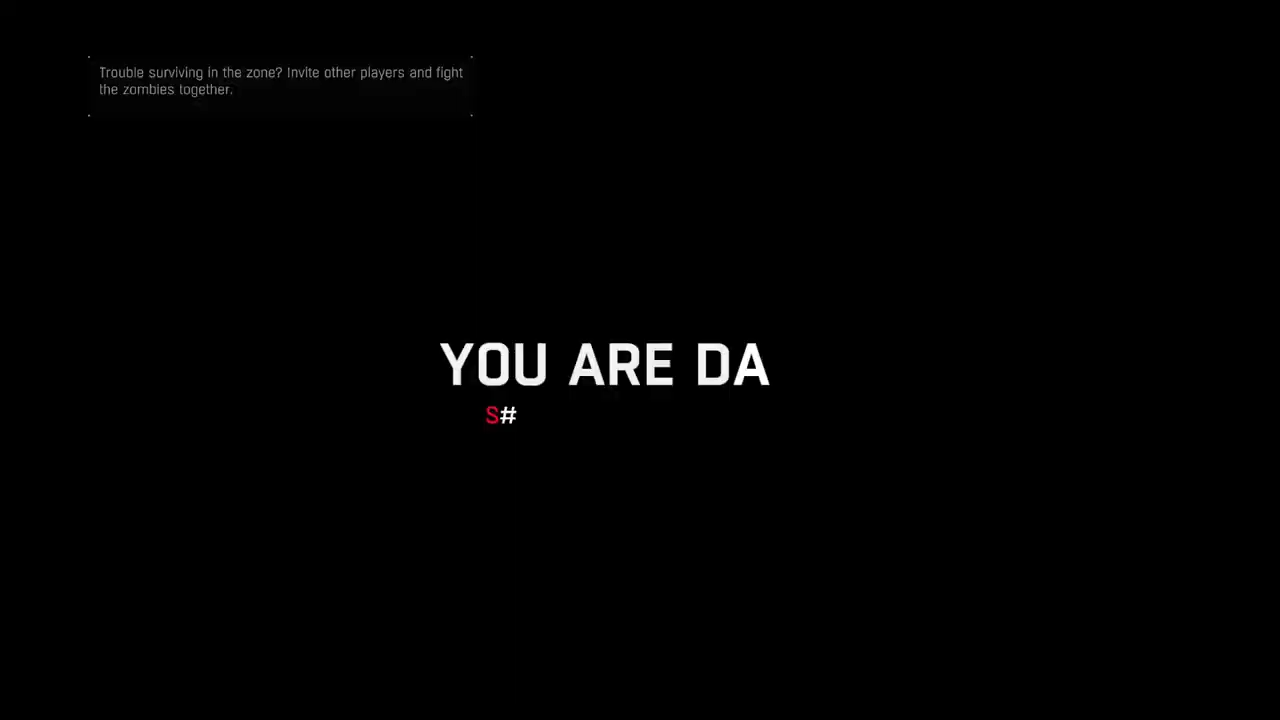 Trouble surviving in the zone? Invite other players and fight
the zombies together.
YOU ARE DA
S#